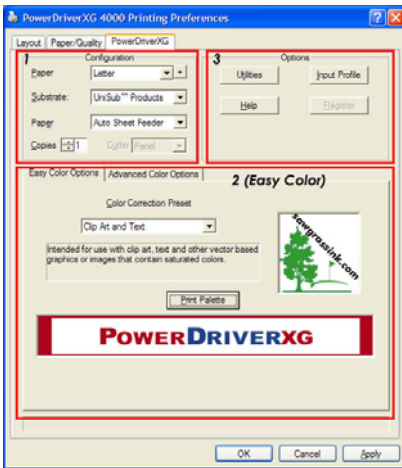 PowerDriverXG 4000 Printing Preferences
Layout Paper/Quality PowerDriverXG
1 Configuration
Paper Letter
Substrate: UniSub™ Products
Paper Auto Sheet Feeder
Copies 1 Cutter Panel
3 Options
Utilities Input Profile
Help Register
Easy Color Options Advanced Color Options
2 (Easy Color)
Color Correction Preset
Clip Art and Text
Intended for use with clip art, text and other vector based
graphics or images that contain saturated colors.
sawgrassink.com
Print Palette
POWERDRIVERXG
OK Cancel Apply